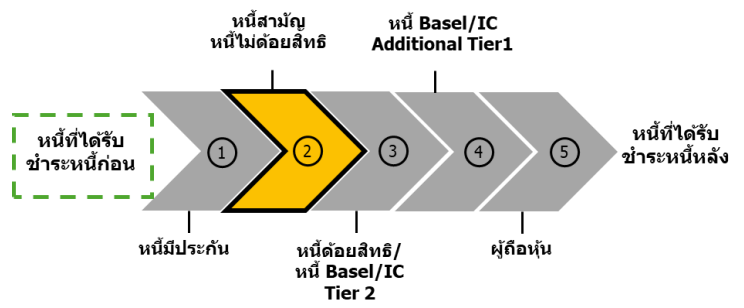 หนี้สามัญ
หนี้ไม่ด้อยสิทธิ
หนี้ Basel/IC
Additional Tier1
หนี้ที่ได้รับ
ชำระหนี้ก่อน
1
2
3
4
5
หนี้ที่ได้รับ
ชำระหนี้หลัง
หนี้มีประกัน
หนี้ด้อยสิทธิ/
หนี้ Basel/IC
Tier 2
ผู้ถือหุ้น